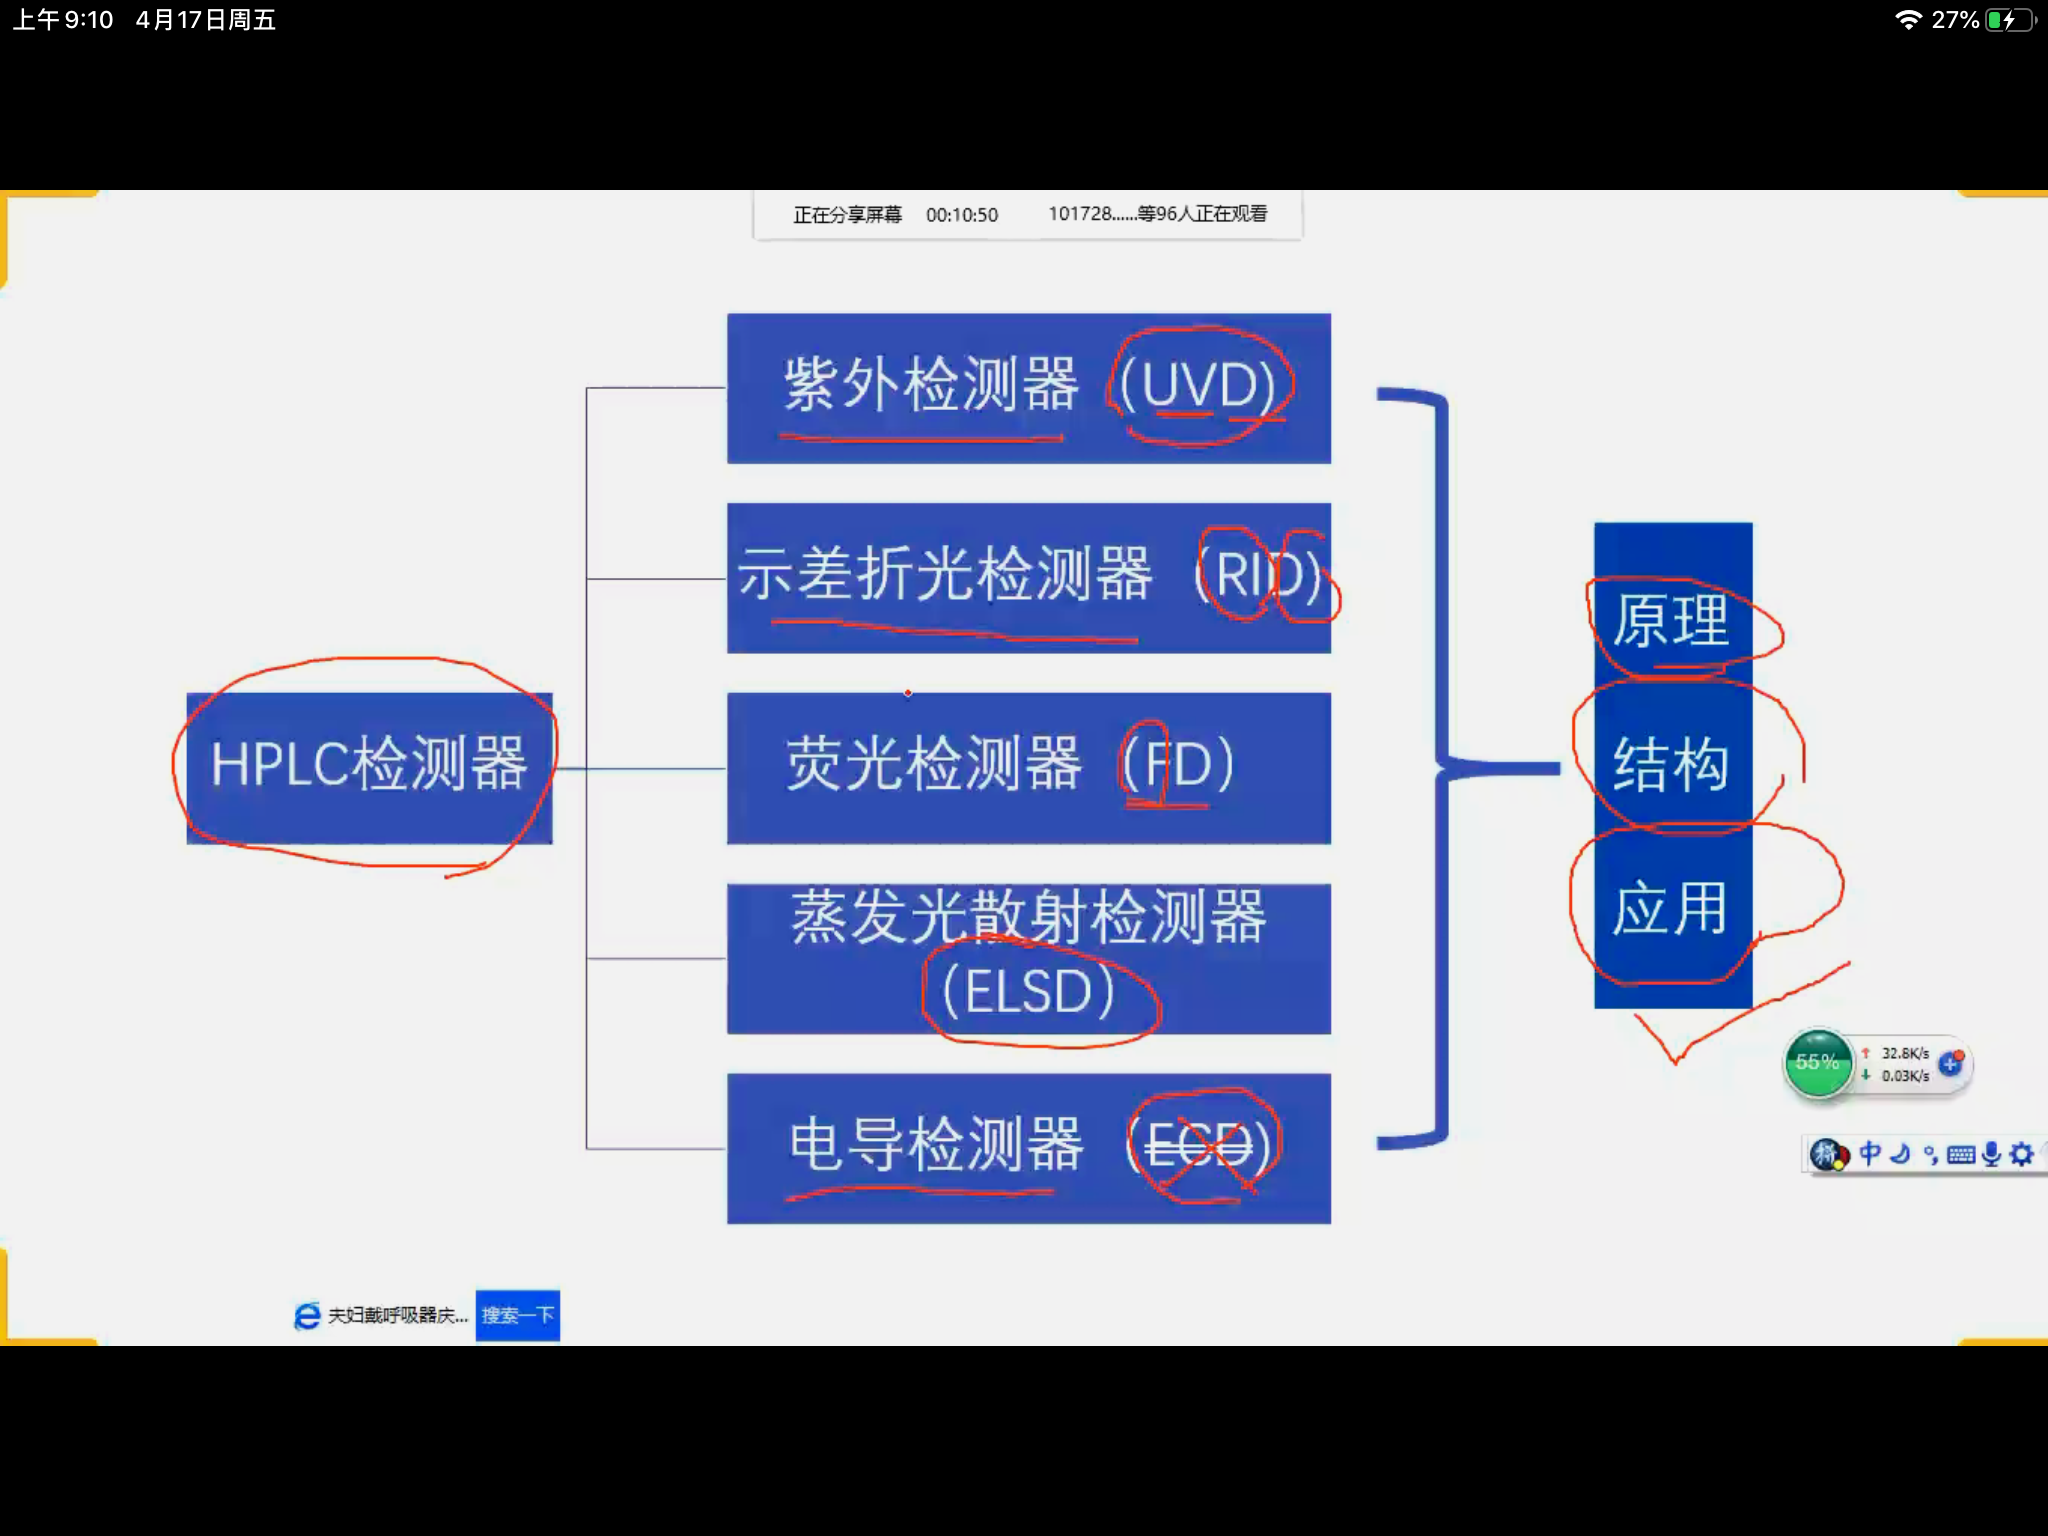 上午9:10 4月17日周五
27%
正在分享屏幕 00:10:50 101728......等96人正在观看
紫外检测器（UVD)
示差折光检测器（RID)
HPLC检测器
荧光检测器（FD）
蒸发光散射检测器
（ELSD）
电导检测器（ECD)
原理
结构
应用
55%
32.8K/s
0.03K/s
拼 中
夫妇戴呼吸器庆... 搜索一下